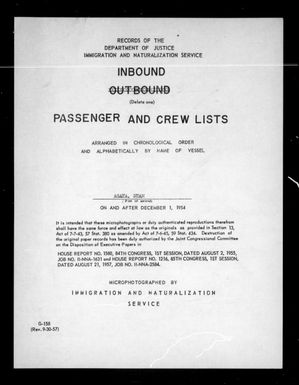 RECORDS OF THE
DEPARTMENT OF JUSTICE
IMMIGRATION AND NATURALIZATION SERVICE
INBOUND
OUTBOUND
(Delete one)
PASSENGER AND CREW LISTS
ARRANGED IN CHRONOLOGICAL ORDER
AND ALPHABETICALLY BY NAME OF VESSEL
AGANA, GUAM
ON AND AFTER DECEMBER 1, 1954
It is intended that these microphotographs or duly authenticated reproductions therefrom
shall have the same force and effect at law as the originals as provided in Section 13,
Act of 7-7-43, 57 Stat. 380 as amended by Act of 7-6-45, 59 Stat. 434. Destruction of
the original paper records has been duly authorized by the Joint Congressional Committee
on the Disposition of Executive Papers in
HOUSE REPORT NO. 1580, 84TH CONGRESS, 1ST SESSION, DATED AUGUST 2, 1955,
JOB NO. II-NNA-1631 and HOUSE REPORT NO. 1216, 85TH CONGRESS, 1ST SESSION,
DATED AUGUST 23, 1957, JOB NO. II-NNA-2584.
MICROPHOTOGRAPHED BY
IMMIGRATION AND NATURALIZATION
SERVICE
G-158
(Rev. 9-30-57)